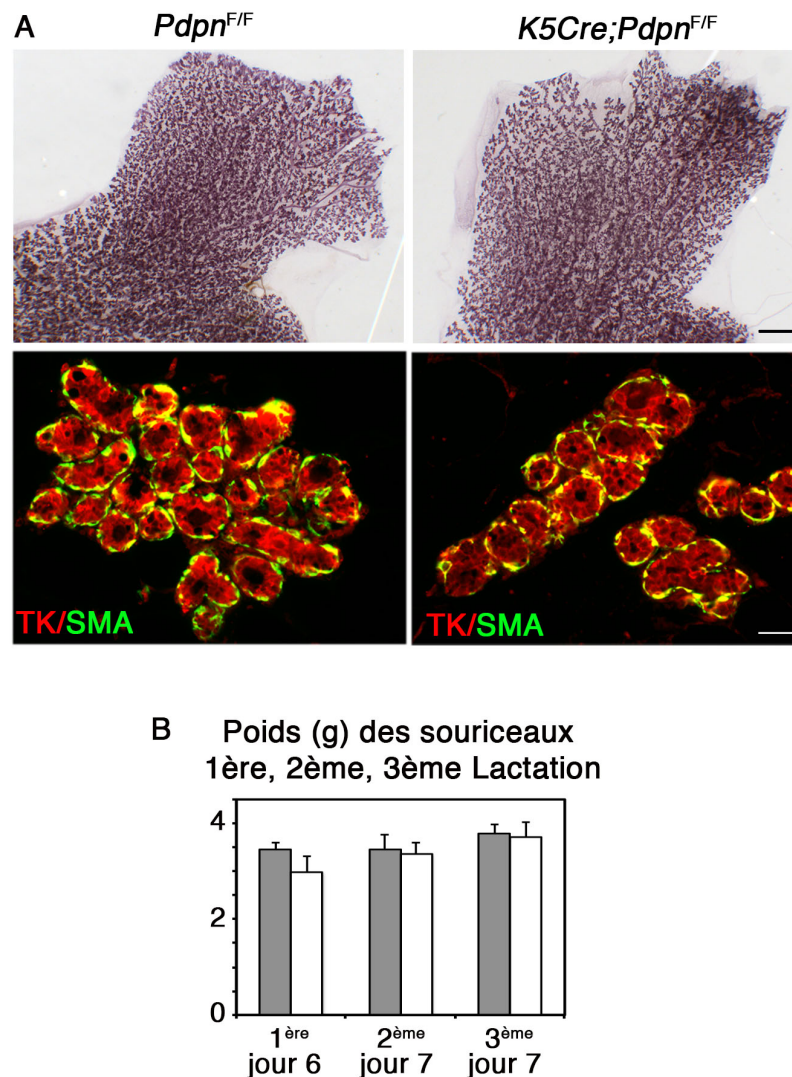 A
Pdpn^F/F
K5Cre;Pdpn^F/F
TK/SMA
TK/SMA
B
Poids (g) des souriceaux
1ère, 2ème, 3ème Lactation
4
2
0
1ère 2ème 3ème
jour 6 jour 7 jour 7